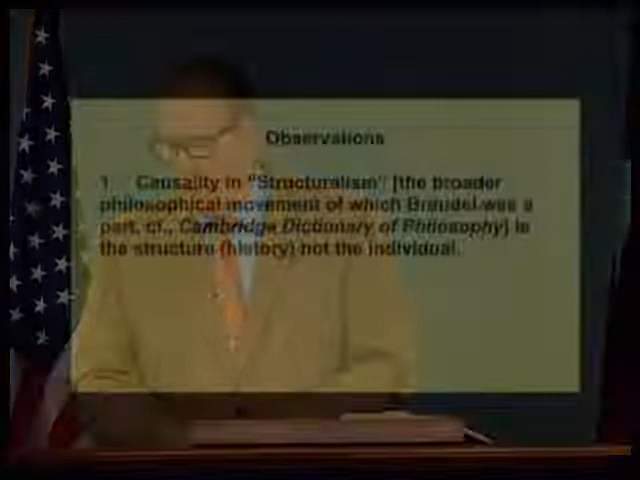 Observations
1. Causality in "Structuralism" [the broader
philosophical movement of which Braudel was a
part, cf., Cambridge Dictionary of Philosophy] is
the structure (history) not the individual.